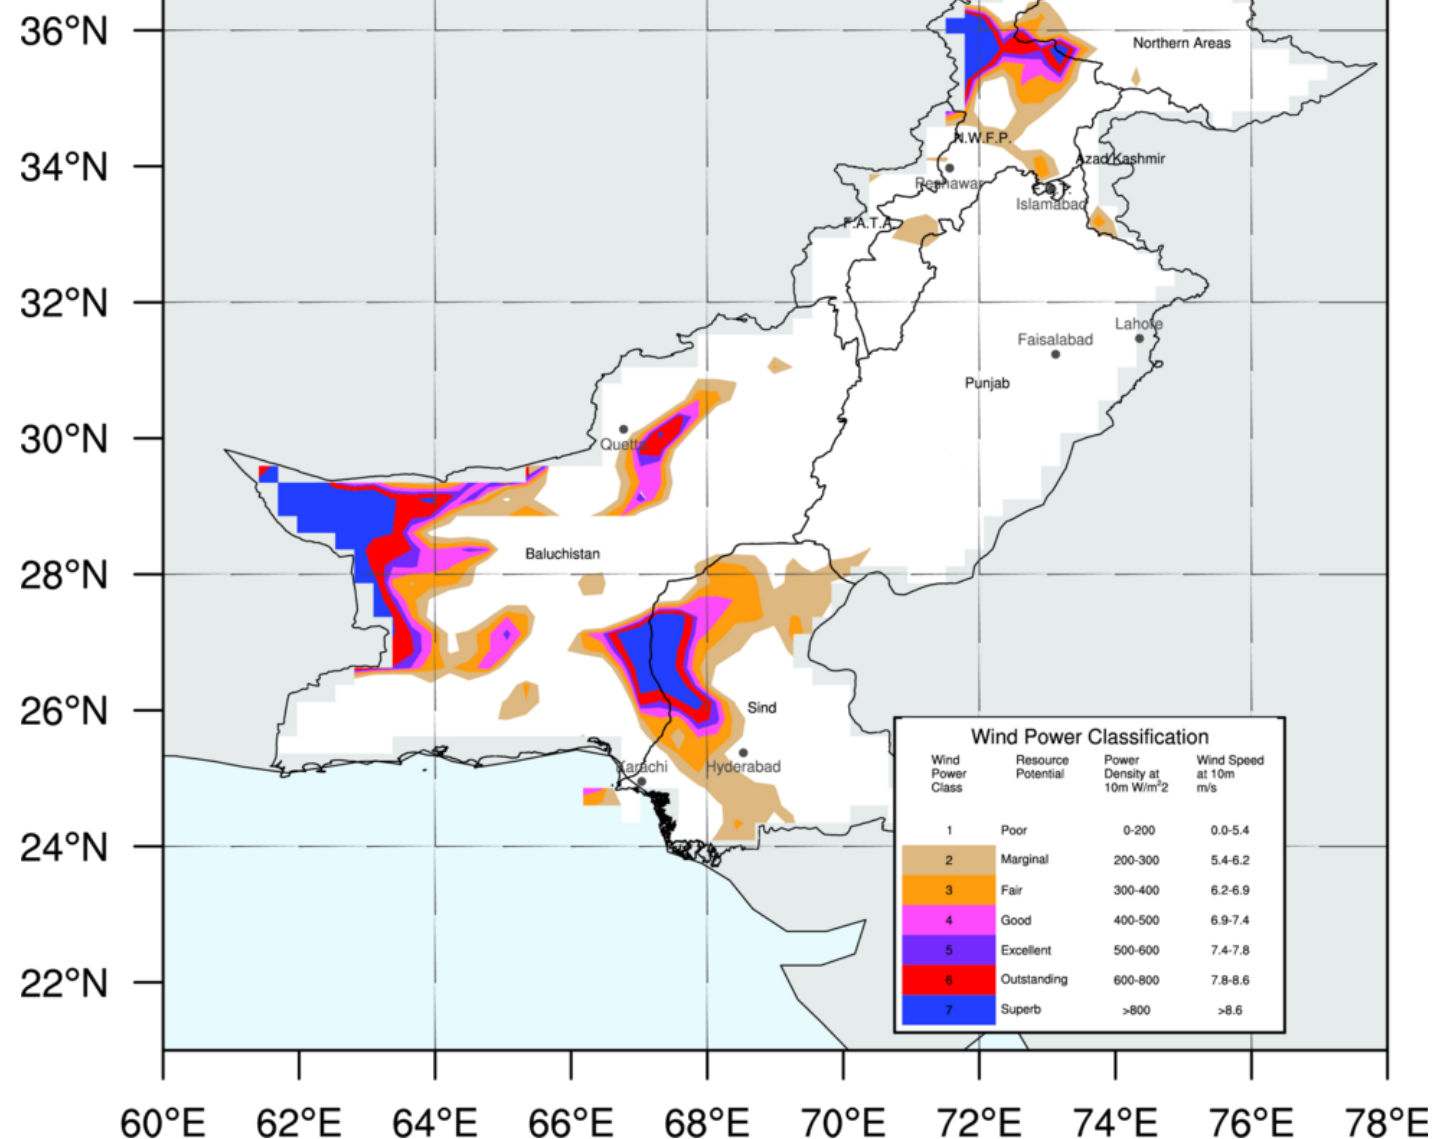 36°N
Northern Areas
N.W.F.P.
34°N
Azad Kashmir
Peshawar
Islamabad
F.A.T.A.
32°N
Lahore
Faisalabad
Punjab
30°N
Quetta
Baluchistan
28°N
26°N
Sind
Karachi
Hyderabad
24°N
22°N
Wind Power Classification
Wind Power Class Resource Potential Power Density at 10m W/m^2 Wind Speed at 10m m/s
1 Poor 0-200 0.0-5.4
2 Marginal 200-300 5.4-6.2
3 Fair 300-400 6.2-6.9
4 Good 400-500 6.9-7.4
5 Excellent 500-600 7.4-7.8
6 Outstanding 600-800 7.8-8.6
7 Superb >800 >8.6
60°E 62°E 64°E 66°E 68°E 70°E 72°E 74°E 76°E 78°E